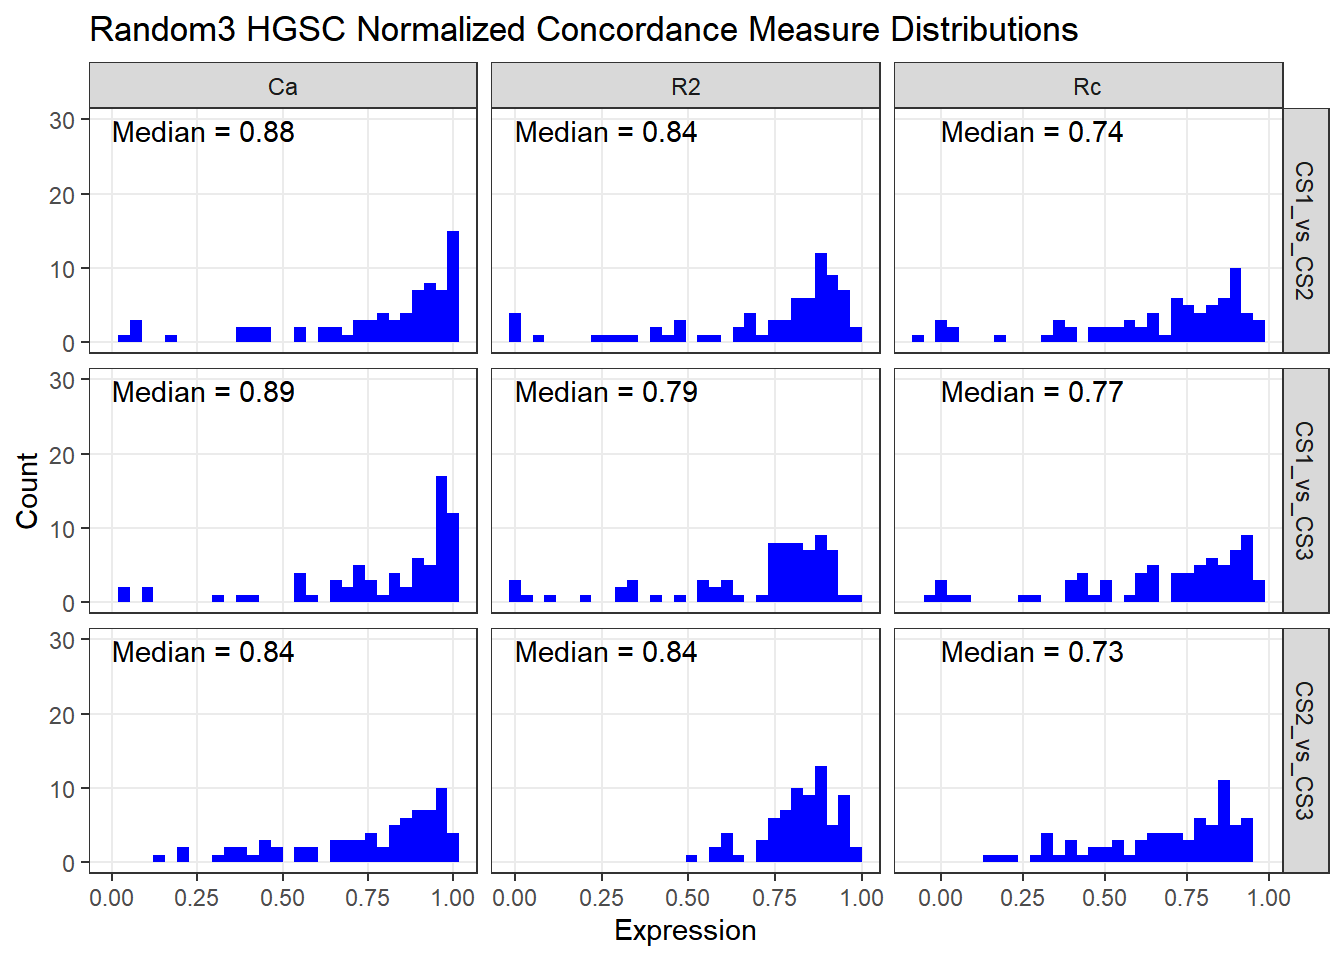 Random3 HGSC Normalized Concordance Measure Distributions
Ca
R2
Rc
30
20
10
0
Median = 0.88
Median = 0.84
Median = 0.74
CS1_vs_CS2
30
20
10
0
Median = 0.89
Median = 0.79
Median = 0.77
CS1_vs_CS3
Count
30
20
10
0
Median = 0.84
Median = 0.84
Median = 0.73
CS2_vs_CS3
0.00 0.25 0.50 0.75 1.00
0.00 0.25 0.50 0.75 1.00
0.00 0.25 0.50 0.75 1.00
Expression